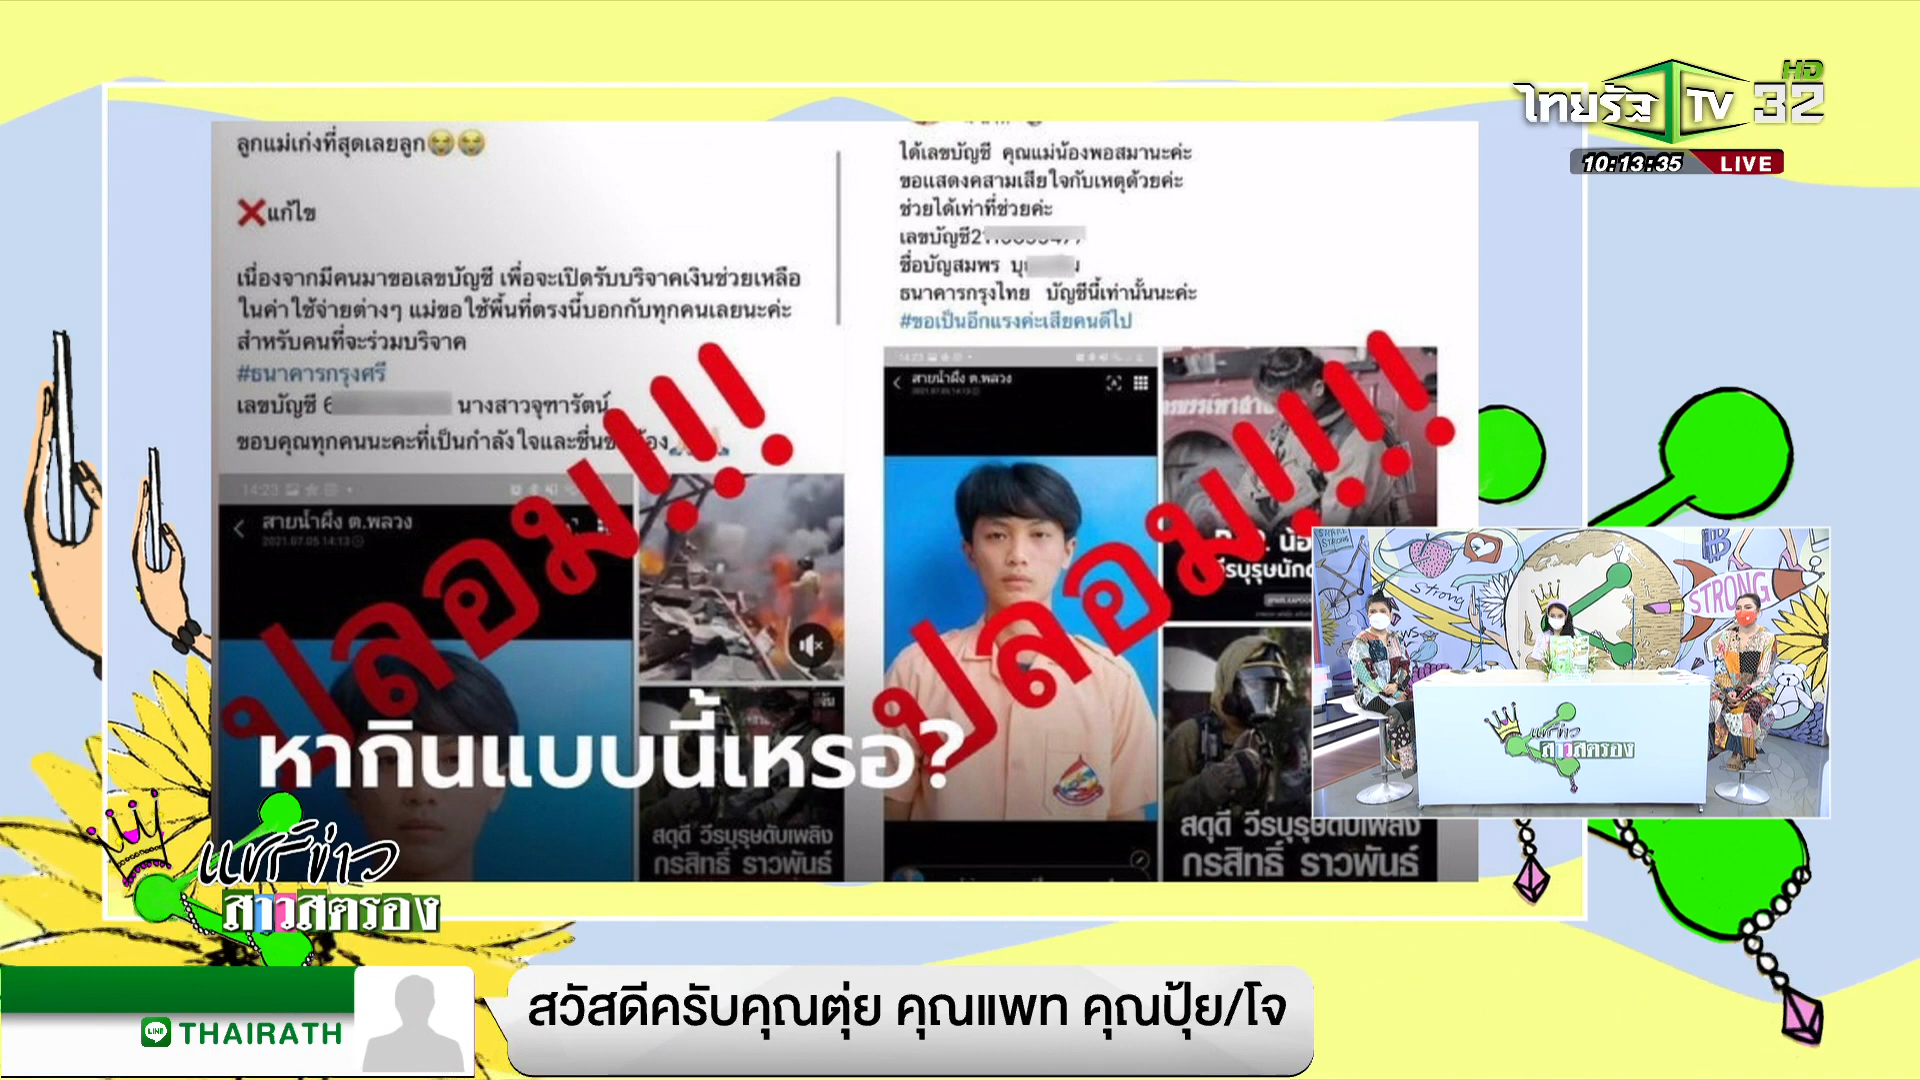 ไทยรัฐ TV HD 32
10:13:35 LIVE
ลูกแม่เก่งที่สุดเลยลูก😭😭
❌แก้ไข
เนื่องจากมีคนมาขอเลขบัญชี เพื่อจะเปิดรับบริจาคเงินช่วยเหลือ
ในค่าใช้จ่ายต่างๆ แม่ขอใช้พื้นที่ตรงนี้บอกกับทุกคนเลยนะค่ะ
สำหรับคนที่จะร่วมบริจาค
#ธนาคารกรุงศรี
เลขบัญชี 6 นางสาวจุฑารัตน์
ขอบคุณทุกคนนะคะที่เป็นกำลังใจและชื่น
14:23
สายน้ำผึ้ง ต.พลวง
2021.07.05 14:13
ปลอม!!!
สดุดี วีรบุรุษดับเพลิง
กรสิทธิ์ ราวพันธ์
ได้เลขบัญชี คุณแม่น้องพอสมานะค่ะ
ขอแสดงคสามเสียใจกับเหตุด้วยค่ะ
ช่วยได้เท่าที่ช่วยค่ะ
เลขบัญชี2
ชื่อบัญสมพร
ธนาคารกรุงไทย บัญชีนี้เท่านั้นนะค่ะ
#ขอเป็นอีกแรงค่ะเสียคนดีไป
14:23
สายน้ำผึ้ง ต.พลวง
ปลอม!!!!
สดุดี วีรบุรุษดับเพลิง
กรสิทธิ์ ราวพันธ์
หากินแบบนี้เหรอ?
STRONG
Strong
แชร์ข่าว
สาวสตรอง
แชร์ข่าว
สาวสตรอง
LINE THAIRATH
สวัสดีครับคุณตุ่ย คุณแพท คุณปุ้ย/โจ